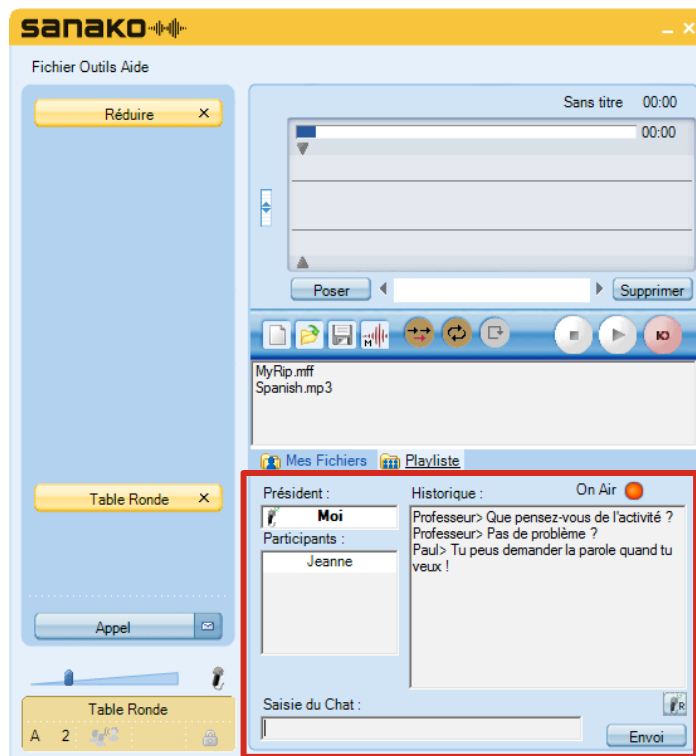 sanako
Fichier Outils Aide
Réduire
Sans titre 00:00
00:00
Poser
Supprimer
M
MyRip.mff
Spanish.mp3
Mes Fichiers Playliste
Table Ronde
Appel
Président :
Moi
Participants :
Jeanne
Historique :
On Air
Professeur> Que pensez-vous de l'activité ?
Professeur> Pas de problème ?
Paul> Tu peus demander la parole quand tu
veux !
Table Ronde
A 2
Saisie du Chat :
R
Envoi